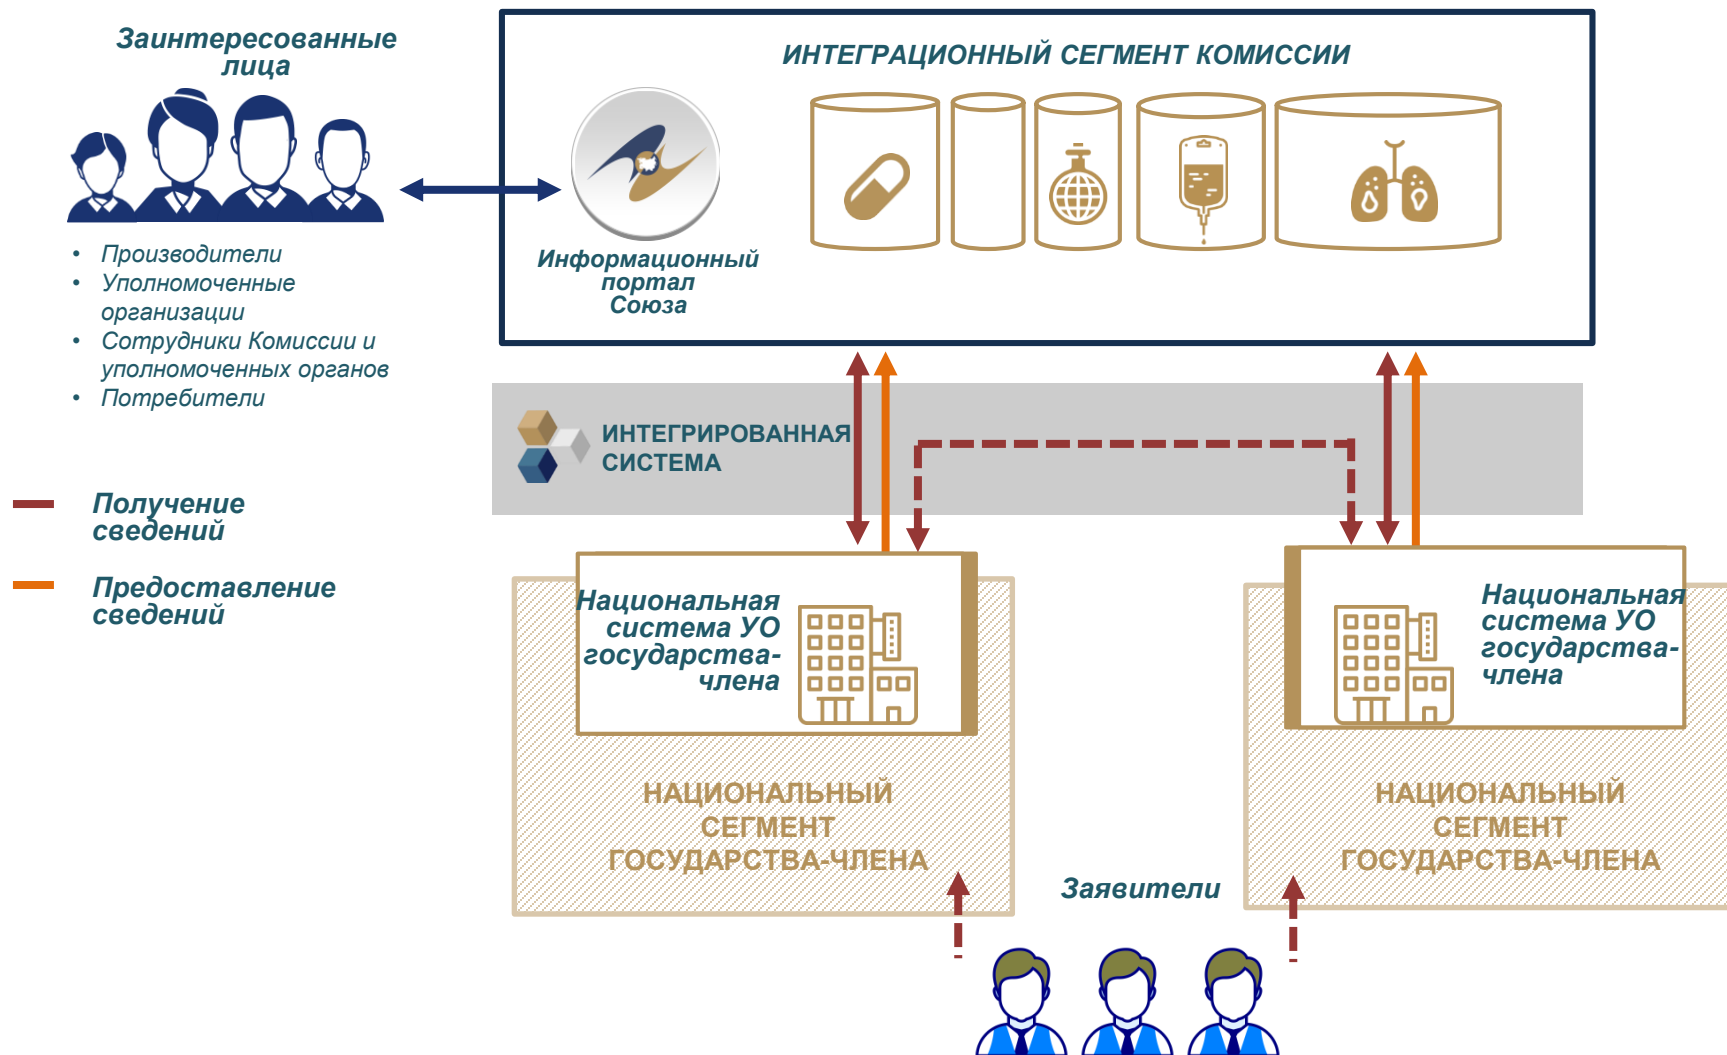 Заинтересованные
лица
• Производители
• Уполномоченные
организации
• Сотрудники Комиссии и
уполномоченных органов
• Потребители
Получение
сведений
Предоставление
сведений
ИНТЕГРАЦИОННЫЙ СЕГМЕНТ КОМИССИИ
Информационный
портал
Союза
ИНТЕГРИРОВАННАЯ
СИСТЕМА
Национальная
система УО
государства-
члена
НАЦИОНАЛЬНЫЙ
СЕГМЕНТ
ГОСУДАРСТВА-ЧЛЕНА
Национальная
система УО
государства-
члена
НАЦИОНАЛЬНЫЙ
СЕГМЕНТ
ГОСУДАРСТВА-ЧЛЕНА
Заявители